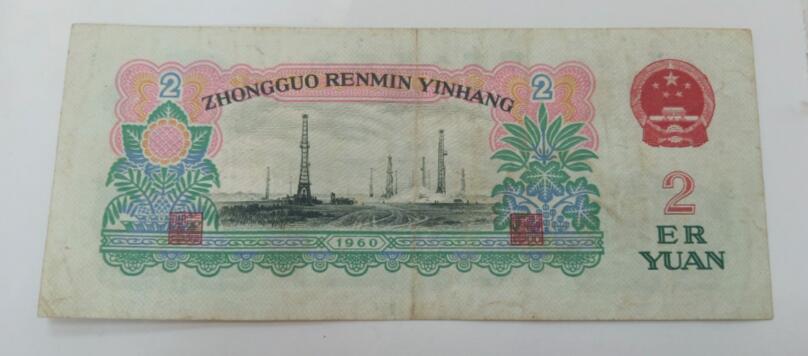 2
ZHONGGUO RENMIN YINHANG
2
1960
2
ER
YUAN